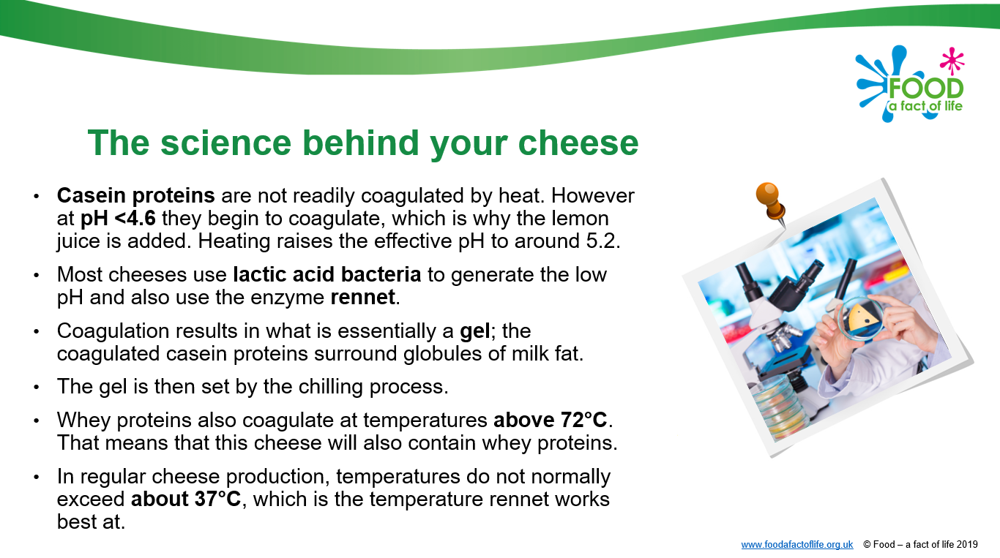 FOOD
a fact of life
The science behind your cheese
• Casein proteins are not readily coagulated by heat. However
at pH <4.6 they begin to coagulate, which is why the lemon
juice is added. Heating raises the effective pH to around 5.2.
• Most cheeses use lactic acid bacteria to generate the low
pH and also use the enzyme rennet.
• Coagulation results in what is essentially a gel; the
coagulated casein proteins surround globules of milk fat.
• The gel is then set by the chilling process.
• Whey proteins also coagulate at temperatures above 72°C.
That means that this cheese will also contain whey proteins.
• In regular cheese production, temperatures do not normally
exceed about 37°C, which is the temperature rennet works
best at.
www.foodafactoflife.org.uk © Food – a fact of life 2019